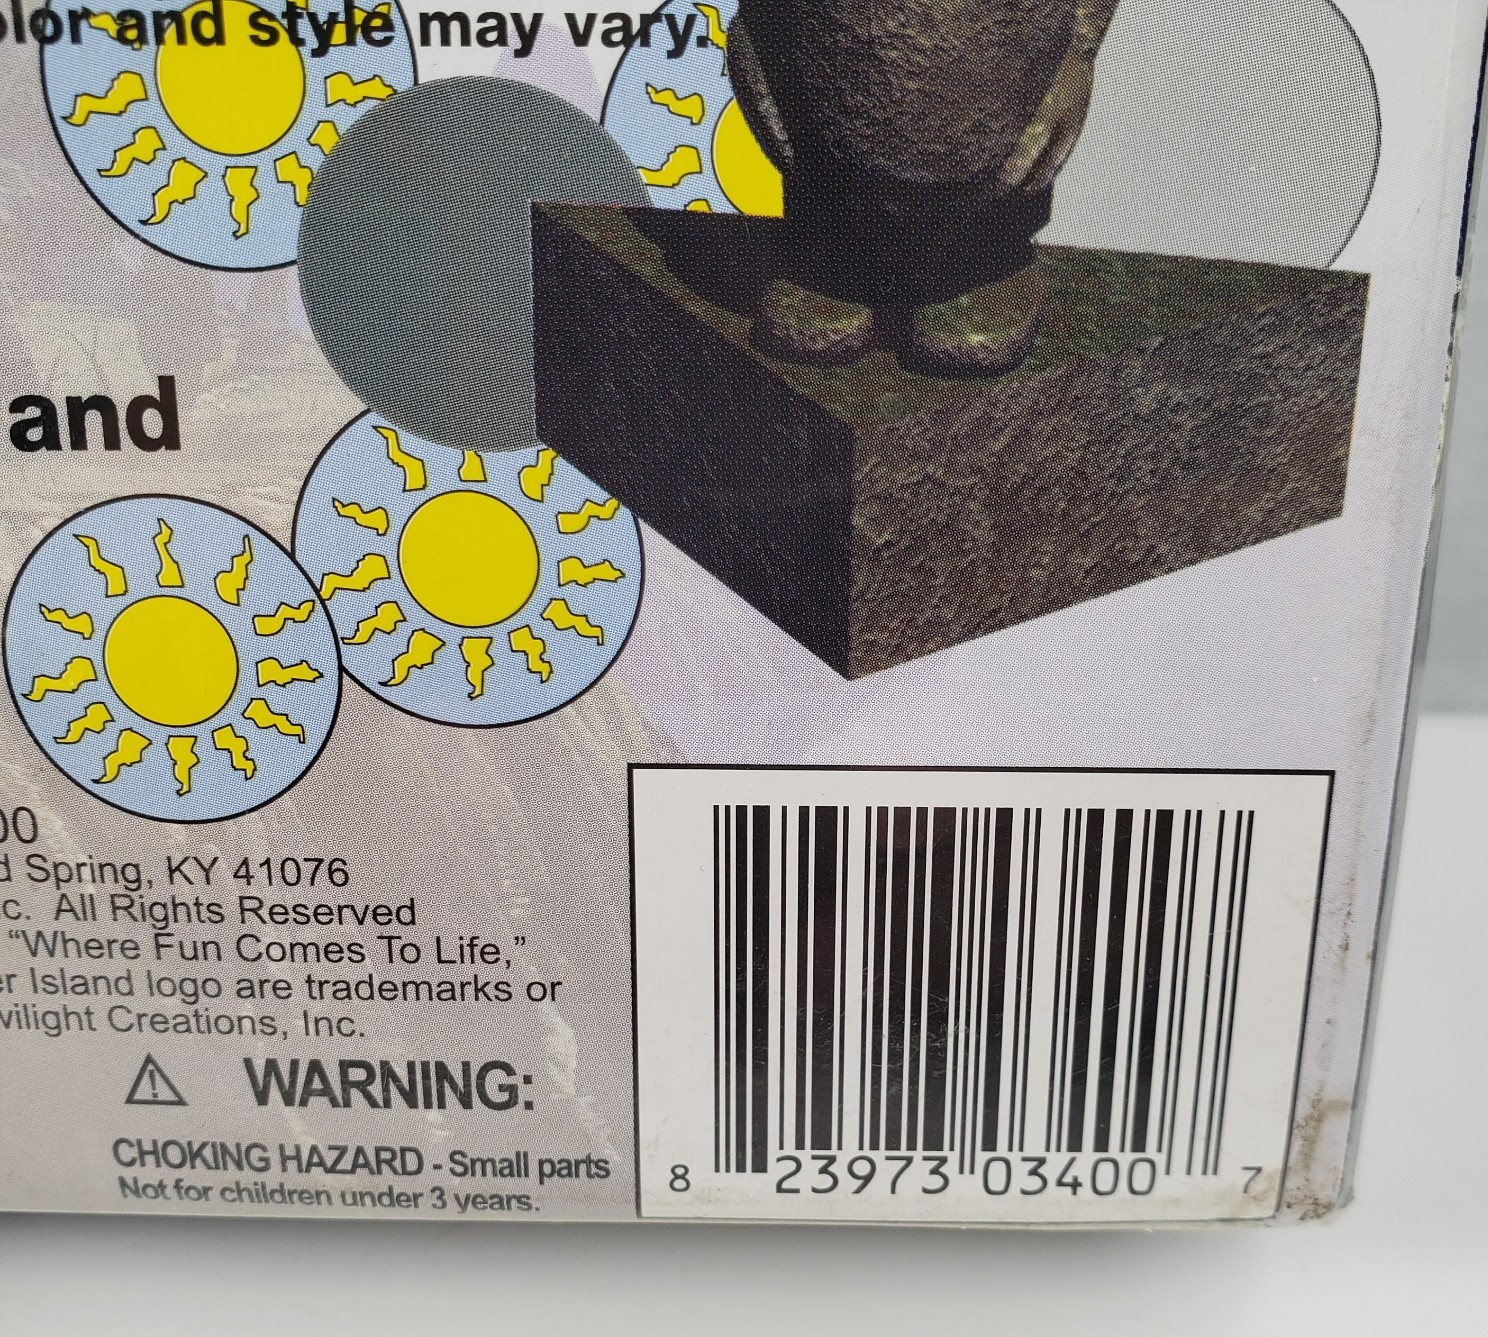 and style may vary.
and
Spring, KY 41076
All Rights Reserved
“Where Fun Comes To Life,”
Island logo are trademarks or
Creations, Inc.
WARNING:
CHOKING HAZARD - Small parts
Not for children under 3 years.
8 23973 03400 7